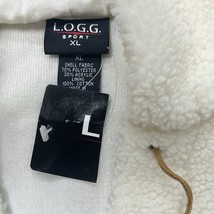 L.O.G.G.
SPORT
XL
XL
SHELL FABRIC
70% POLYESTER
30% ACRYLIC
LINING
100% COTTON
L